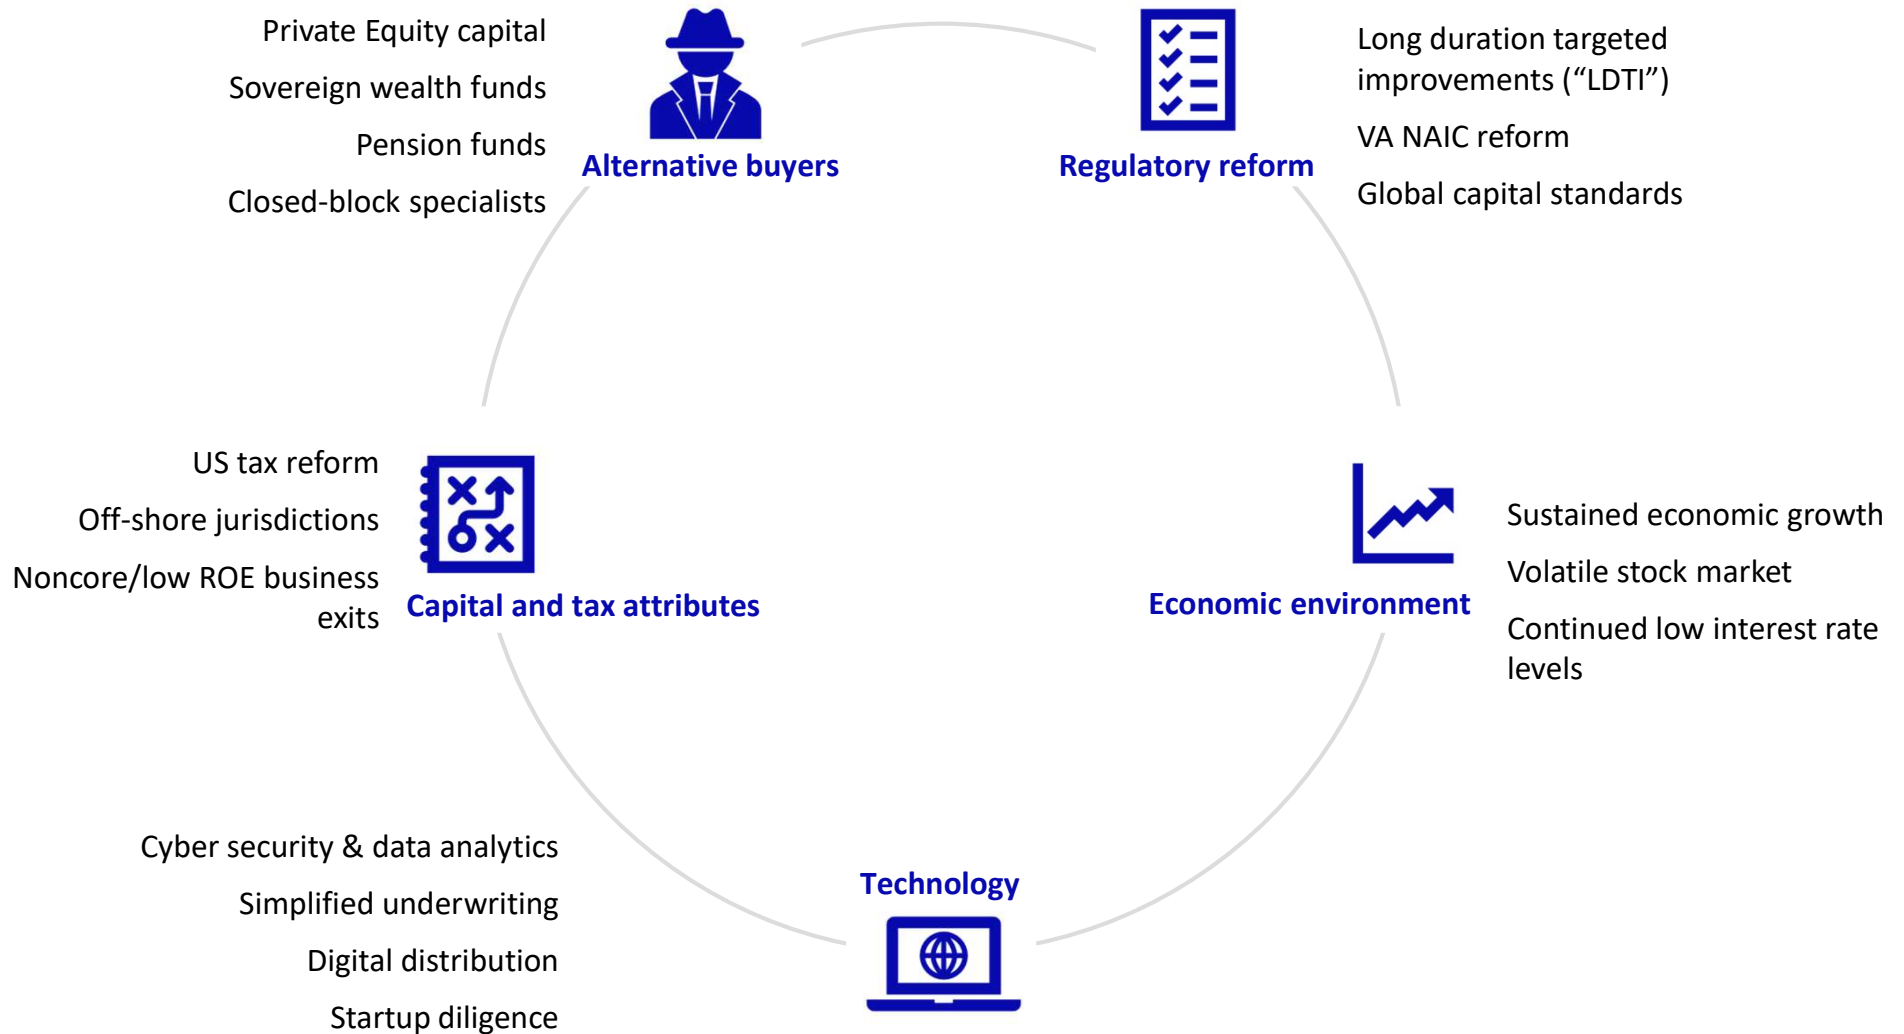 Private Equity capital
Sovereign wealth funds
Pension funds
Closed-block specialists
Alternative buyers
Regulatory reform
Long duration targeted
improvements (“LDTI”)
VA NAIC reform
Global capital standards
US tax reform
Off-shore jurisdictions
Noncore/low ROE business
exits
Capital and tax attributes
Economic environment
Sustained economic growth
Volatile stock market
Continued low interest rate
levels
Cyber security & data analytics
Simplified underwriting
Digital distribution
Startup diligence
Technology